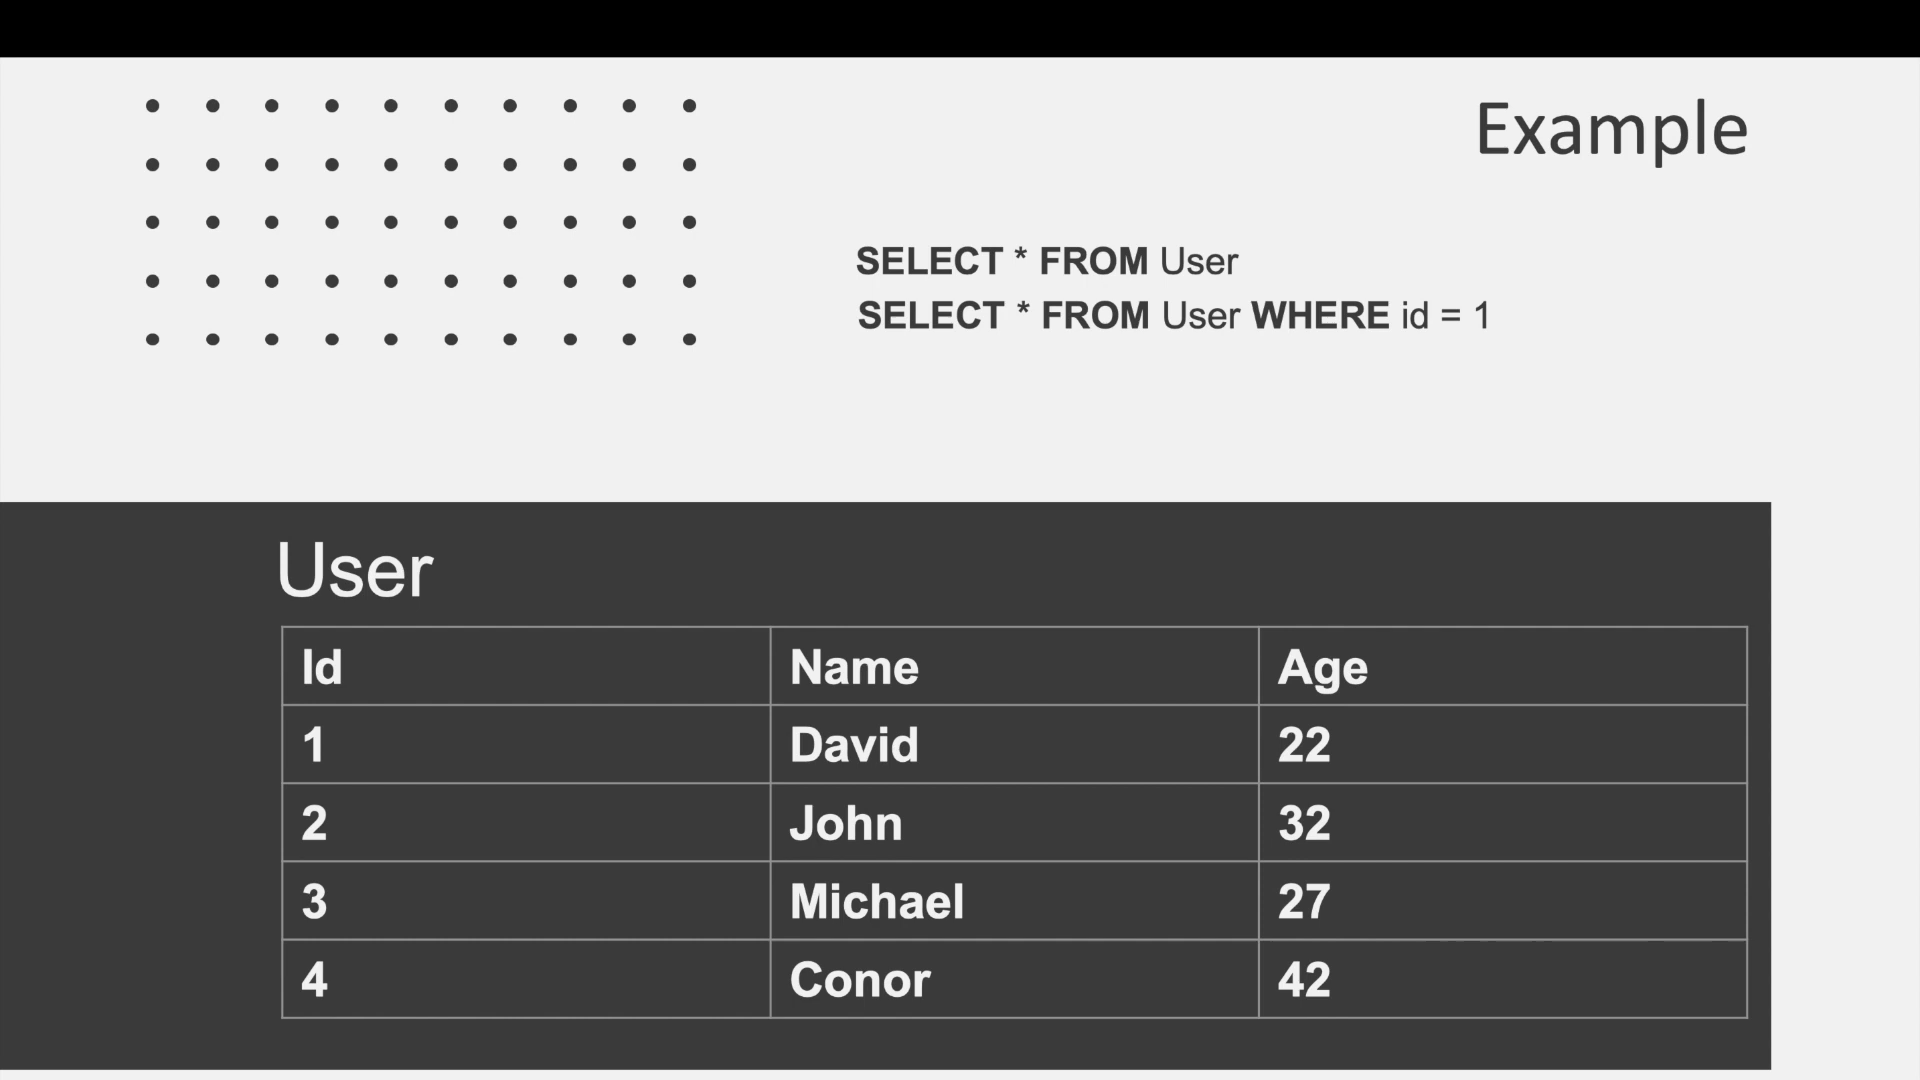 Example
SELECT * FROM User
SELECT * FROM User WHERE id = 1
User
Id Name Age
1 David 22
2 John 32
3 Michael 27
4 Conor 42